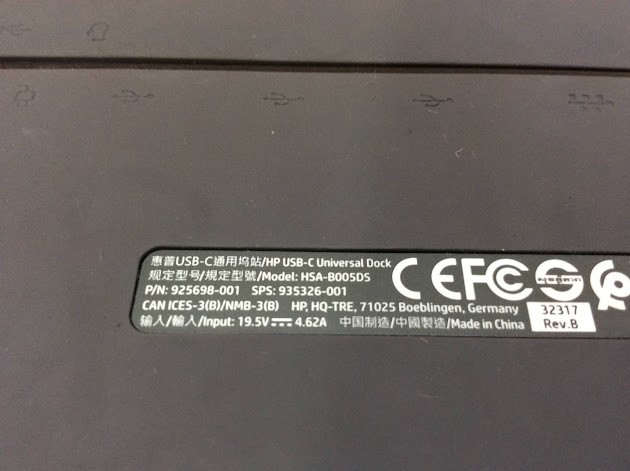 惠普USB-C通用坞站/HP USB-C Universal Dock
规定型号/規定型號/Model: HSA-B005DS
P/N: 925698-001 SPS: 935326-001
CAN ICES-3(B)/NMB-3(B) HP, HQ-TRE, 71025 Boeblingen, Germany
输入/輸入/Input: 19.5V 4.62A 中国制造/中國製造/Made in China
CE FC
32317
Rev.B